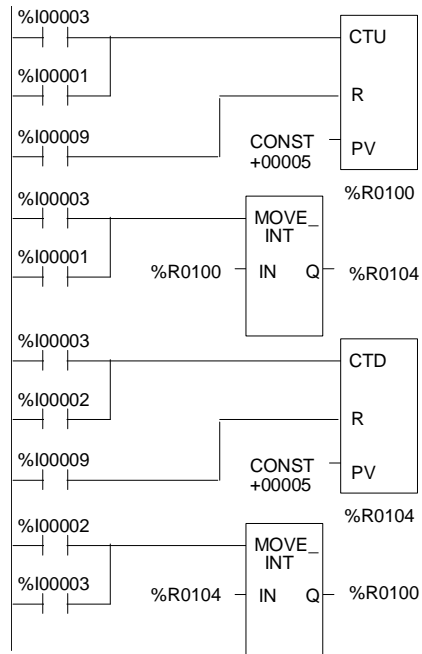 %I00003
CTU
%I00001
R
%I00009
CONST
+00005
PV
%R0100
%I00003
MOVE_
INT
%I00001
%R0100
IN
Q
%R0104
%I00003
CTD
%I00002
R
%I00009
CONST
+00005
PV
%R0104
%I00002
MOVE_
INT
%I00003
%R0104
IN
Q
%R0100